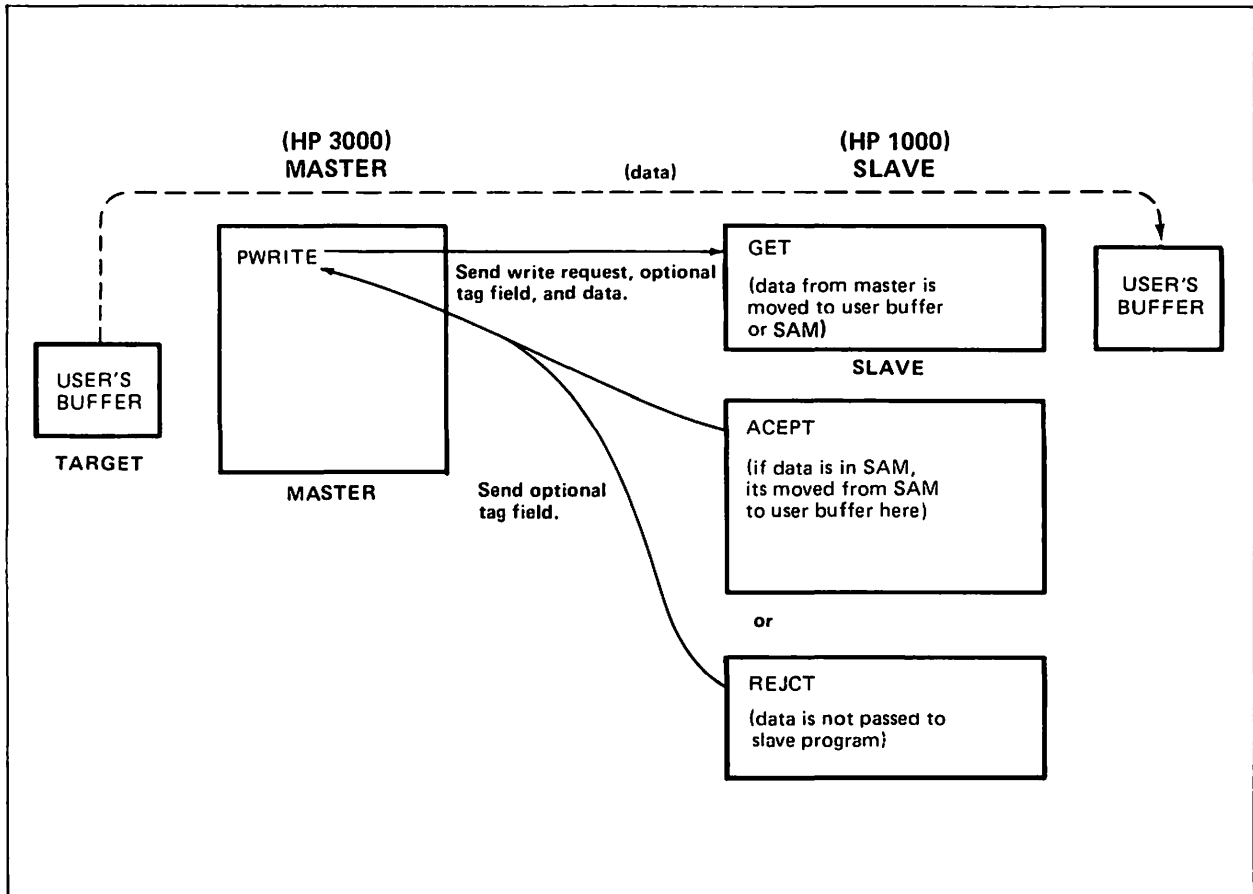 (HP 3000)
MASTER
(HP 1000)
SLAVE
(data)
PWRITE
Send write request, optional
tag field, and data.
GET
(data from master is
moved to user buffer
or SAM)
SLAVE
USER'S
BUFFER
USER'S
BUFFER
TARGET
MASTER
Send optional
tag field.
ACEPT
(if data is in SAM,
its moved from SAM
to user buffer here)
or
REJCT
(data is not passed to
slave program)